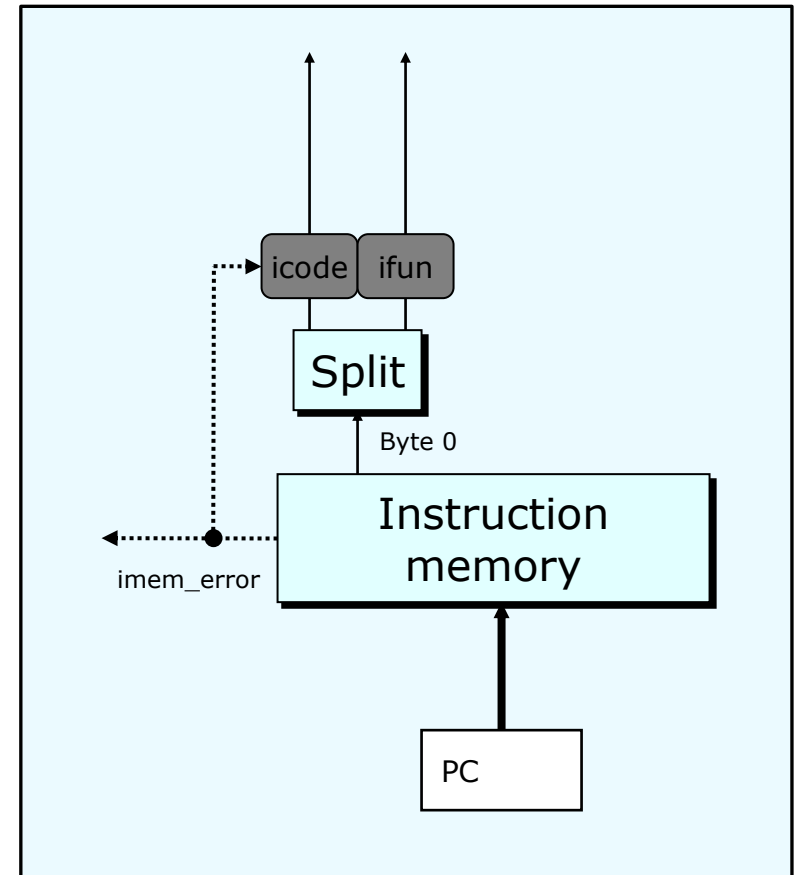 icode ifun
Split
Byte 0
Instruction
memory
imem_error
PC